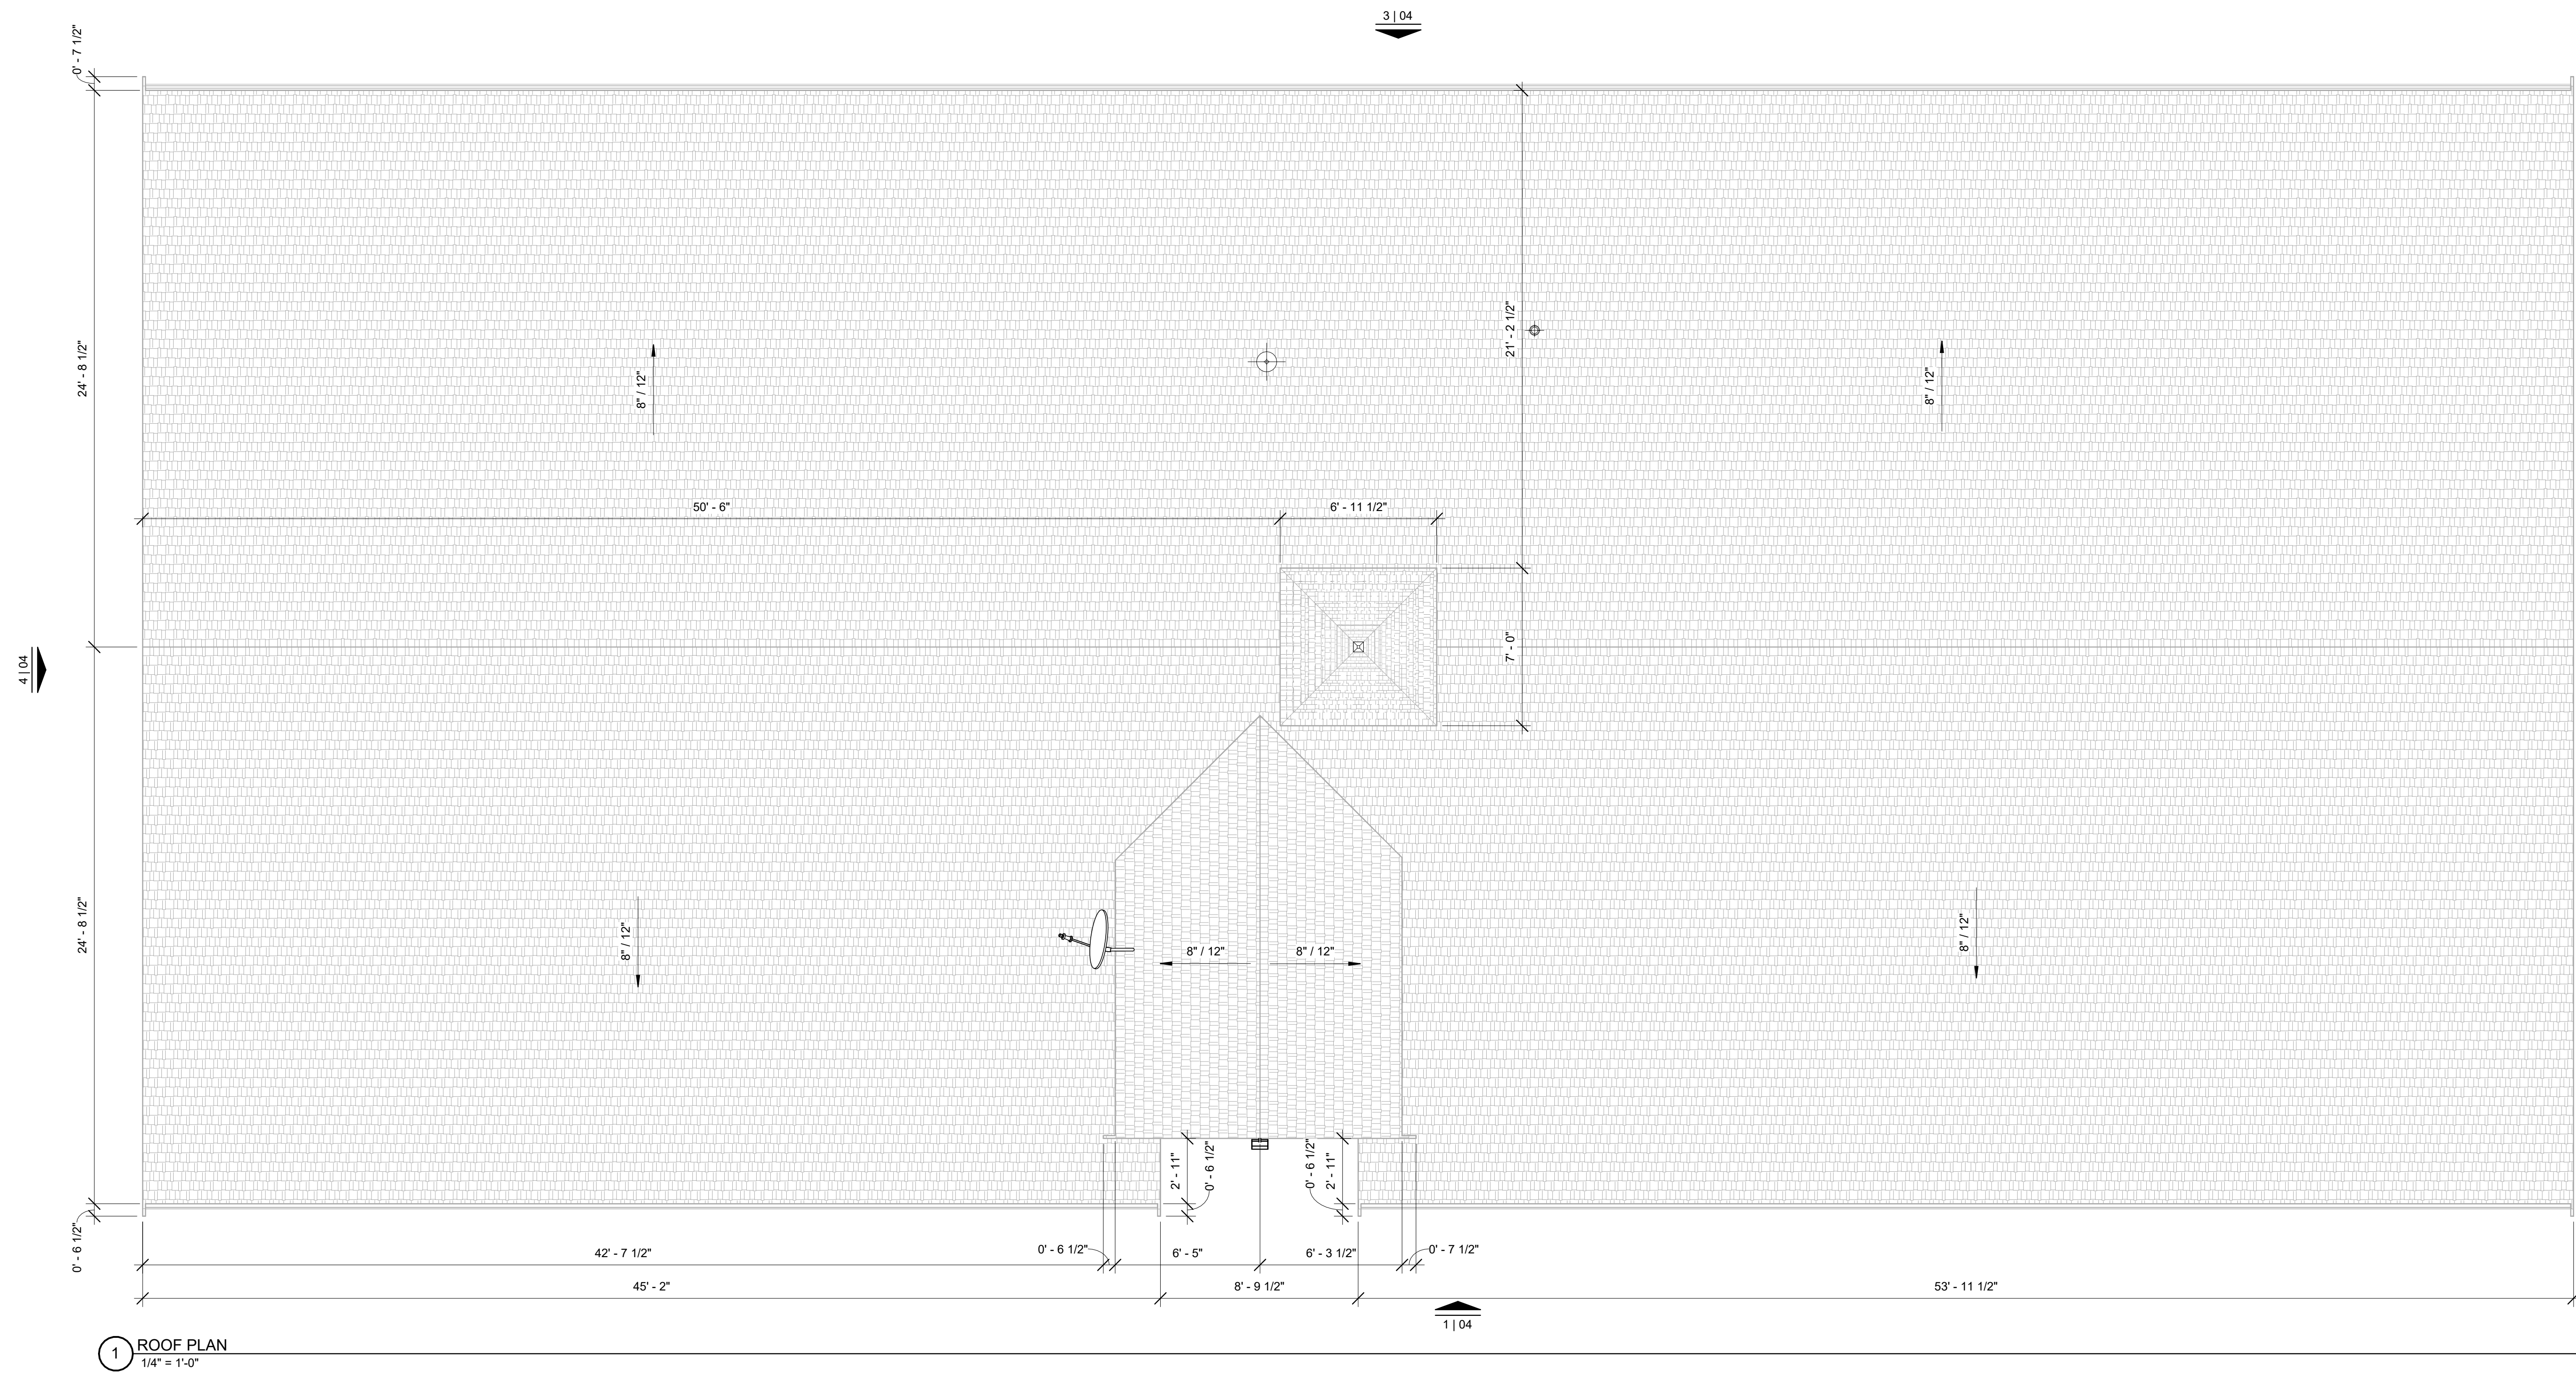 3 | 04
0' - 7 1/2"
24' - 8 1/2"
21' - 2 1/2"
8" / 12"
8" / 12"
50' - 6"
6' - 11 1/2"
7' - 0"
4 | 04
24' - 8 1/2"
8" / 12"
8" / 12"
8" / 12"
8" / 12"
2' - 11"
0' - 6 1/2"
0' - 6 1/2"
2' - 11"
0' - 6 1/2"
42' - 7 1/2"
0' - 6 1/2"
6' - 5"
6' - 3 1/2"
0' - 7 1/2"
45' - 2"
8' - 9 1/2"
53' - 11 1/2"
1 | 04
1
ROOF PLAN
1/4" = 1'-0"